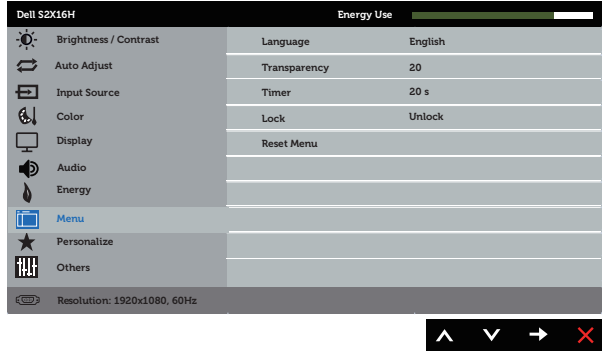 Dell S2X16H Energy Use
Brightness / Contrast Language English
Auto Adjust Transparency 20
Input Source Timer 20 s
Color Lock Unlock
Display Reset Menu
Audio
Energy
Menu
Personalize
Others
Resolution: 1920x1080, 60Hz